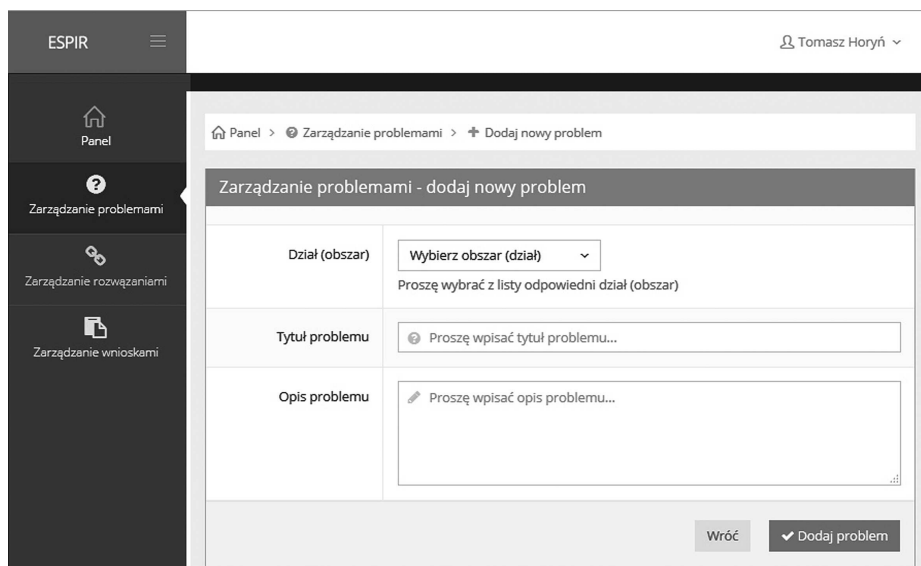 ESPIR
Tomasz Horyń
Panel
Zarządzanie problemami
Zarządzanie rozwązaniami
Zarządzanie wnioskami
Panel > Zarządzanie problemami > Dodaj nowy problem
Zarządzanie problemami - dodaj nowy problem
Dział (obszar)
Wybierz obszar (dział)
Proszę wybrać z listy odpowiedni dział (obszar)
Tytuł problemu
Proszę wpisać tytuł problemu...
Opis problemu
Proszę wpisać opis problemu...
Wróć
Dodaj problem